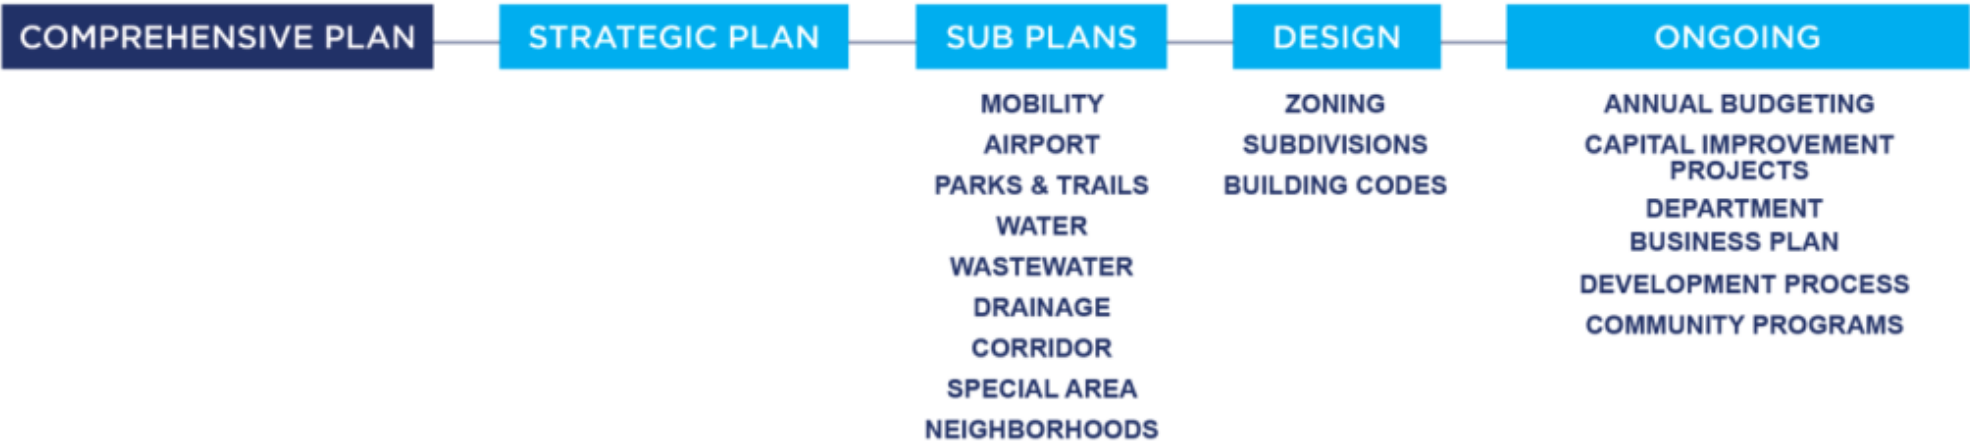 COMPREHENSIVE PLAN
STRATEGIC PLAN
SUB PLANS
MOBILITY
AIRPORT
PARKS & TRAILS
WATER
WASTEWATER
DRAINAGE
CORRIDOR
SPECIAL AREA
NEIGHBORHOODS
DESIGN
ZONING
SUBDIVISIONS
BUILDING CODES
ONGOING
ANNUAL BUDGETING
CAPITAL IMPROVEMENT
PROJECTS
DEPARTMENT
BUSINESS PLAN
DEVELOPMENT PROCESS
COMMUNITY PROGRAMS